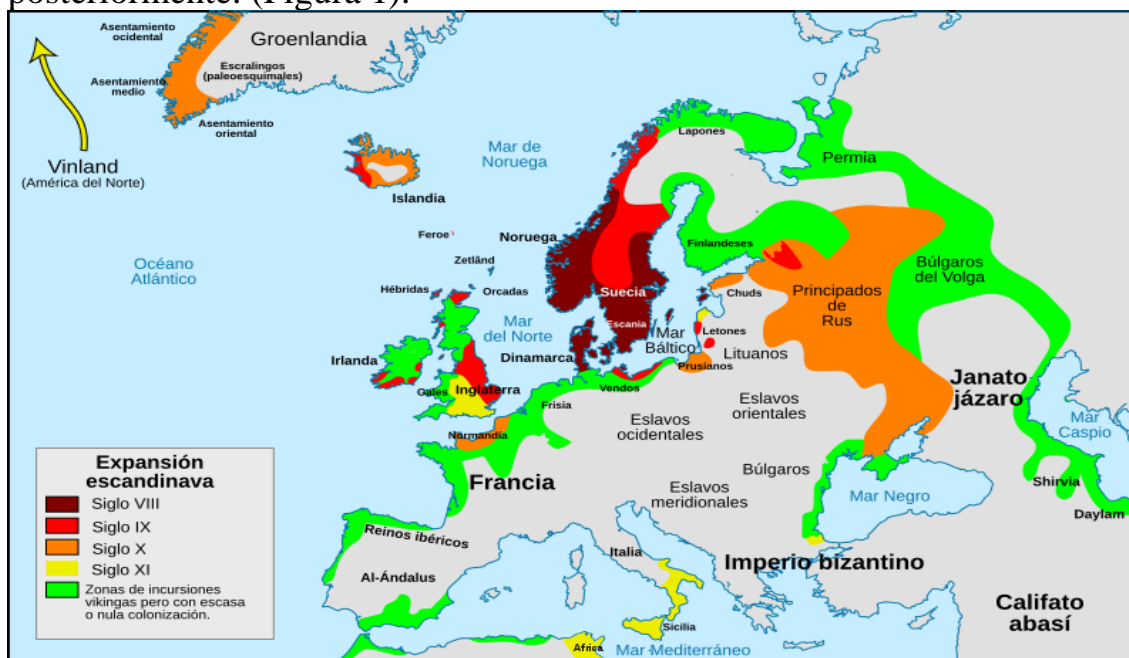 posteriormente. (Figura 1).
Asentamiento
occidental
Groenlandia
Escralingos
(paleoesquimales)
Asentamiento
medio
Asentamiento
oriental
Vinland
(América del Norte)
Mar de
Noruega
Lapones
Permia
Islandia
Feroe
Noruega
Finlandeses
Océano
Atlántico
Zetlånd
Búlgaros
del Volga
Hébridas
Orcadas
Suecia
Chuds
Principados
de
Rus
Mar
del Norte
Escania
Mar
Báltico
Letones
Irlanda
Dinamarca
Lituanos
Prusianos
Gales
Inglaterra
Vendos
Janato
jázaro
Frisia
Eslavos
occidentales
Eslavos
orientales
Mar
Caspio
Normandía
Francia
Búlgaros
Shirvia
Eslavos
meridionales
Mar Negro
Daylam
Expansión
escandinava
Siglo VIII
Siglo IX
Siglo X
Siglo XI
Zonas de incursiones
vikingas pero con escasa
o nula colonización.
Reinos ibéricos
Italia
Imperio bizantino
Al-Ándalus
Califato
abasí
Sicilia
Africa
Mar Mediterráneo